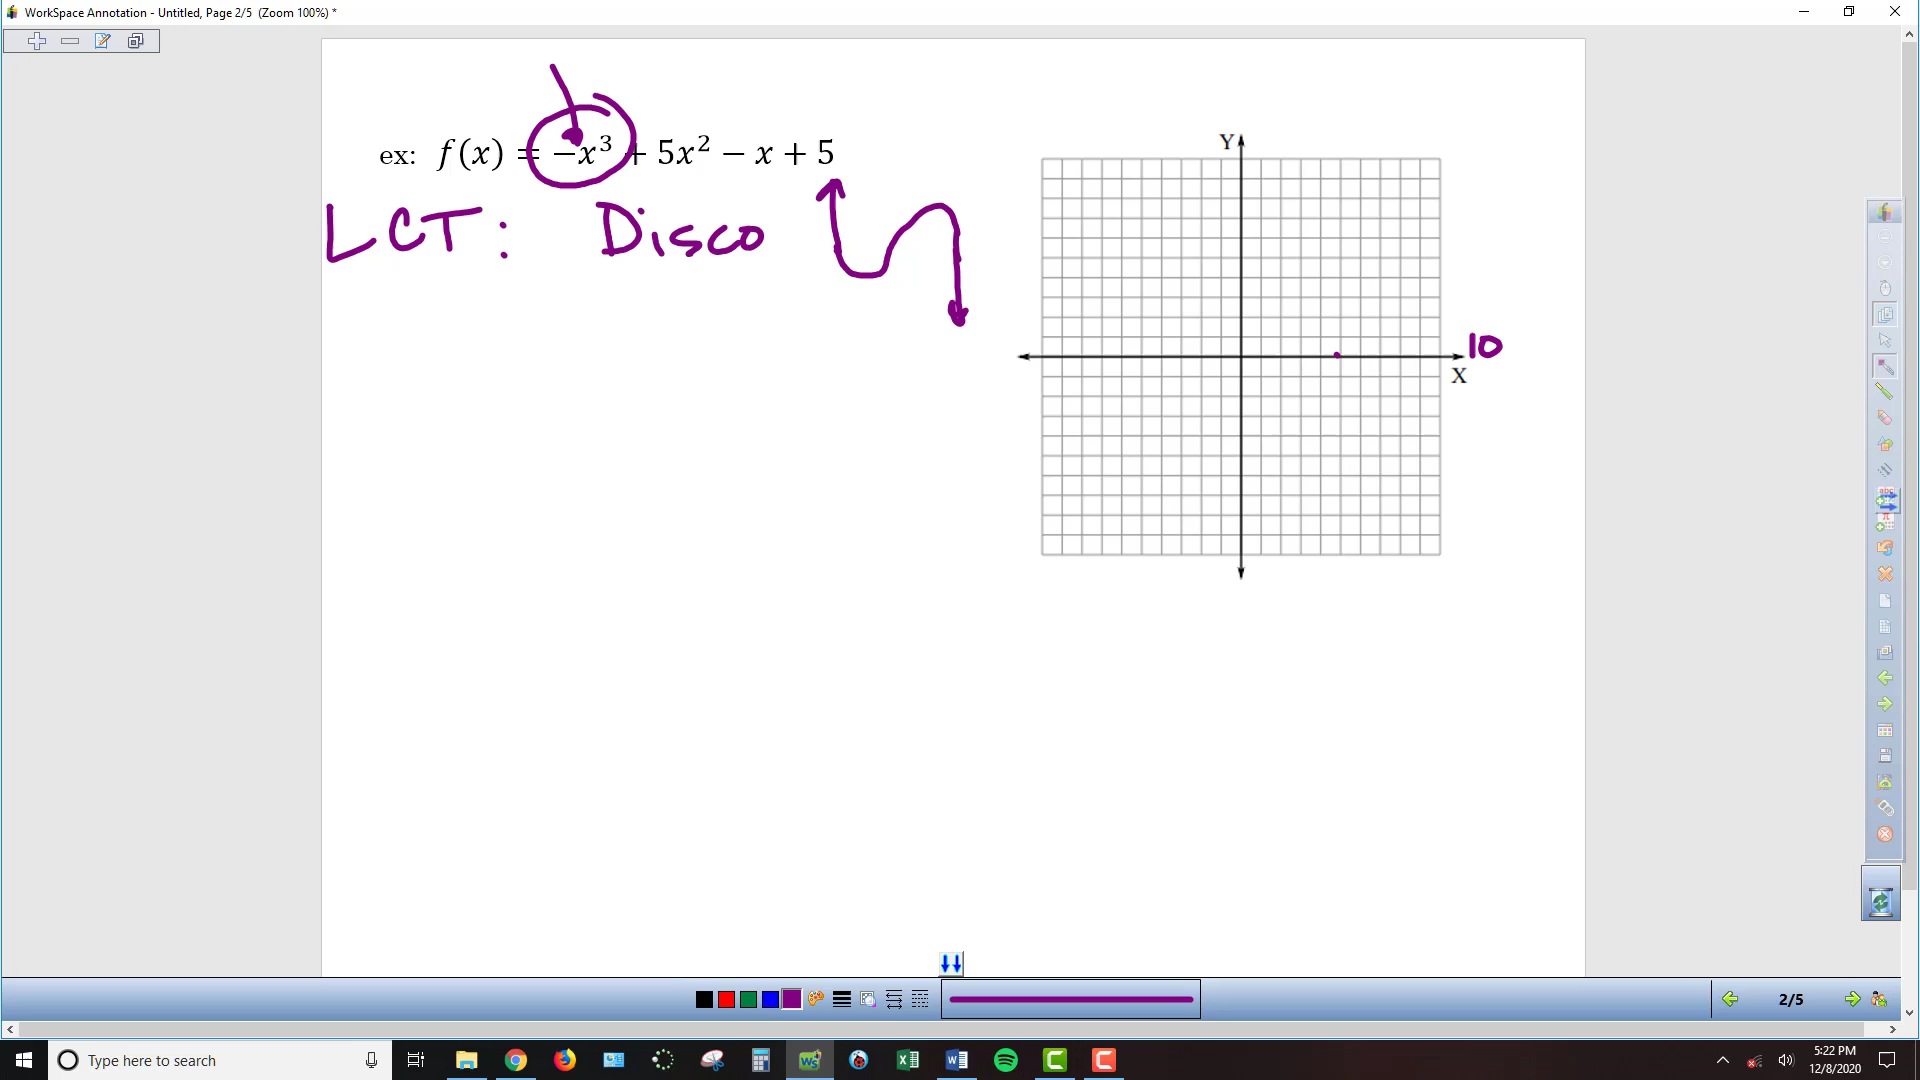 WorkSpace Annotation - Untitled, Page 2/5 (Zoom 100%) *
ex: f(x) = −x³ + 5x² − x + 5
LCT: Disco
Y
10
X
2/5
Type here to search
5:22 PM
12/8/2020